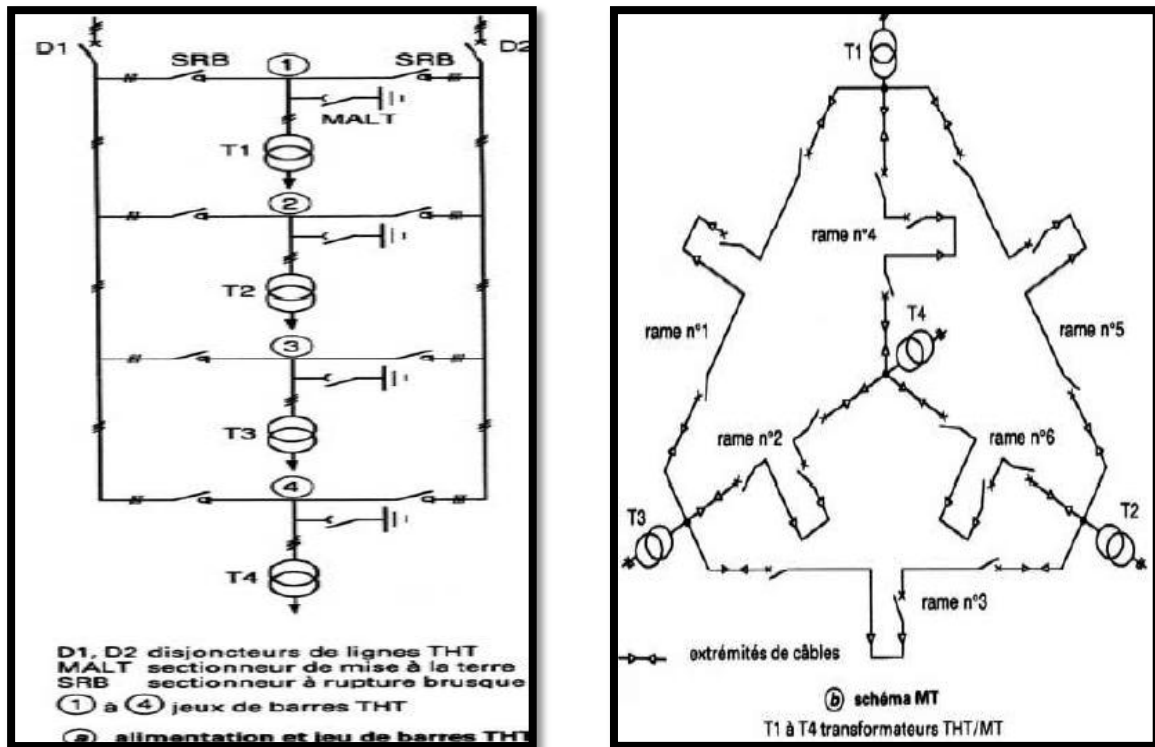 D1
D2
SRB
SRB
1
MALT
T1
2
T2
3
T3
4
T4
D1, D2 disjoncteurs de lignes THT
MALT sectionneur de mise à la terre
SRB sectionneur à rupture brusque
1 à 4 jeux de barres THT
a alimentation et jeu de barres THT
T1
rame n°4
T4
rame n°1
rame n°5
rame n°2
rame n°6
T3
T2
rame n°3
extrémités de câbles
b schéma MT
T1 à T4 transformateurs THT/MT